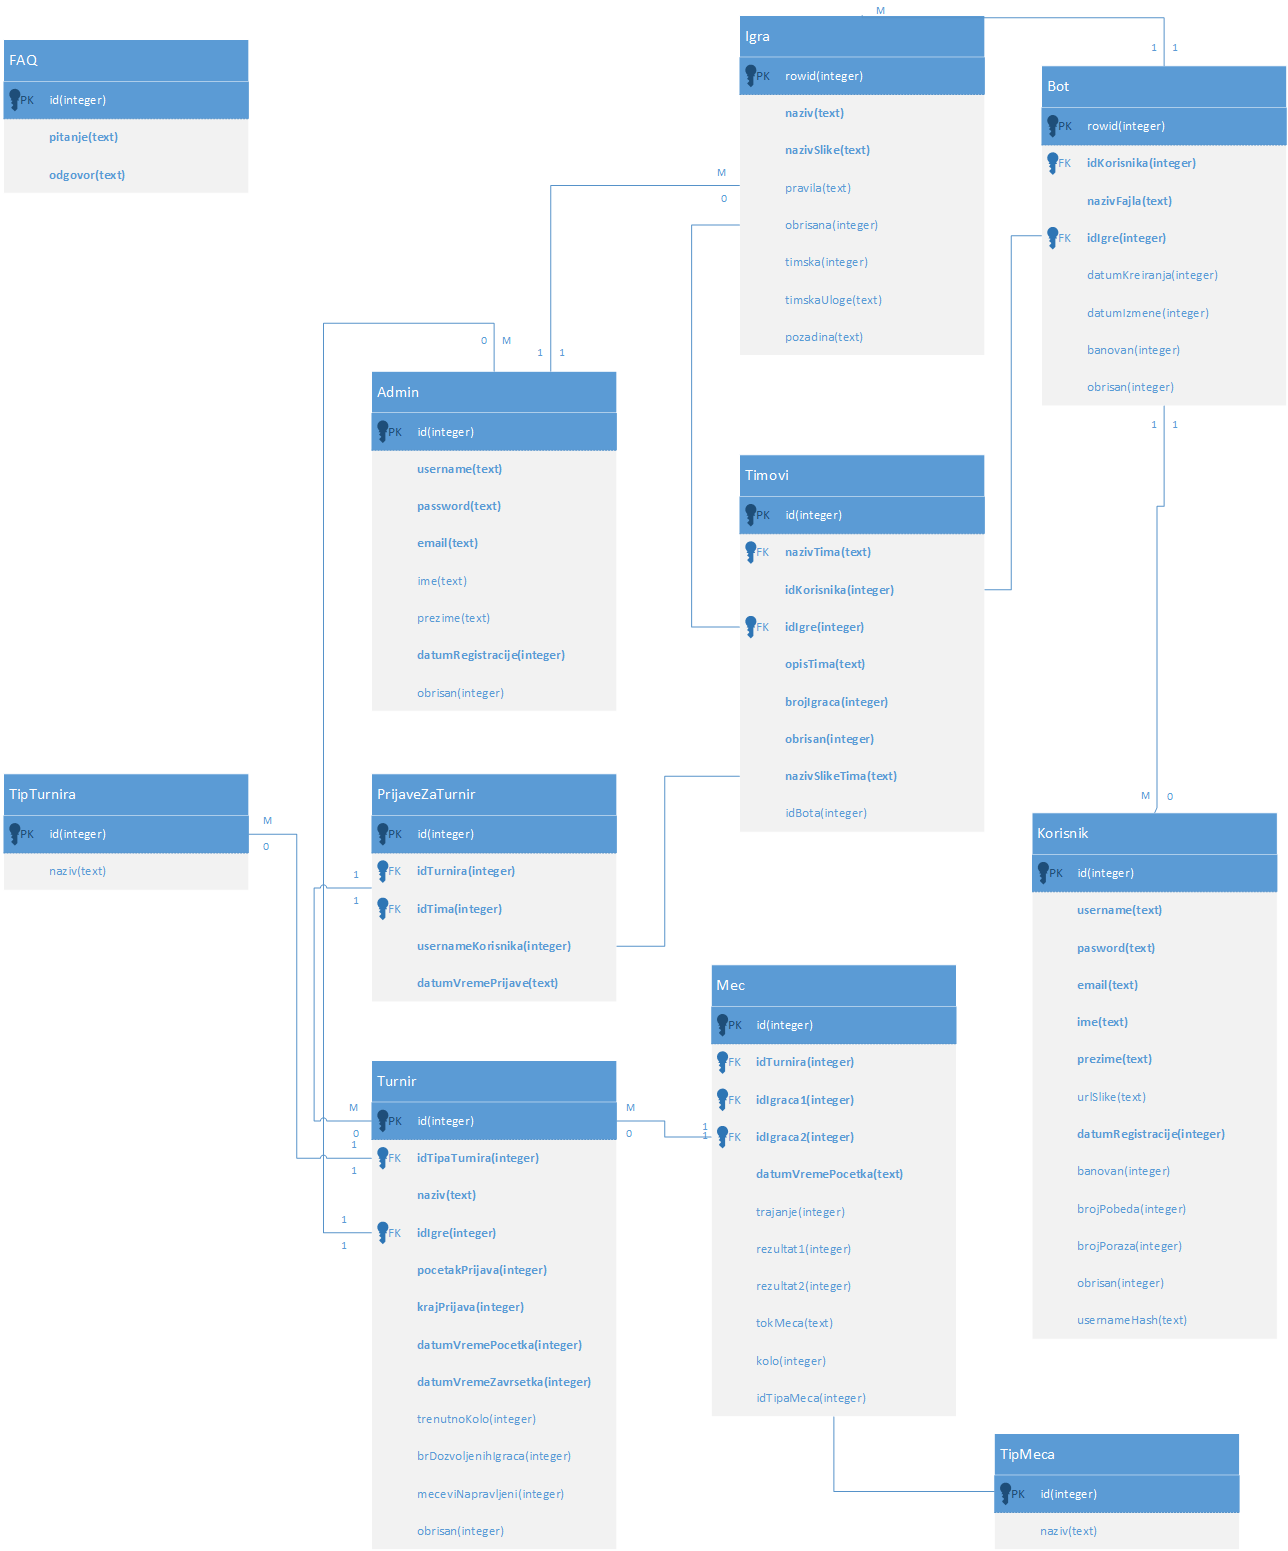 FAQ
PK id(integer)
pitanje(text)
odgovor(text)
M
Igra
PK rowid(integer)
naziv(text)
nazivSlike(text)
pravila(text)
obrisana(integer)
timska(integer)
timskaUloge(text)
pozadina(text)
M
0
1 1
Bot
PK rowid(integer)
FK idKorisnika(integer)
nazivFajla(text)
FK idIgre(integer)
datumKreiranja(integer)
datumIzmene(integer)
banovan(integer)
obrisan(integer)
1 1
0 M
1 1
Admin
PK id(integer)
username(text)
password(text)
email(text)
ime(text)
prezime(text)
datumRegistracije(integer)
obrisan(integer)
Timovi
PK id(integer)
FK nazivTima(text)
idKorisnika(integer)
FK idIgre(integer)
opisTima(text)
brojIgraca(integer)
obrisan(integer)
nazivSlikeTima(text)
idBota(integer)
TipTurnira
PK id(integer)
naziv(text)
M
0
PrijaveZaTurnir
PK id(integer)
FK idTurnira(integer)
FK idTima(integer)
usernameKorisnika(integer)
datumVremePrijave(text)
1
1
M 0
Korisnik
PK id(integer)
username(text)
pasword(text)
email(text)
ime(text)
prezime(text)
urlSlike(text)
datumRegistracije(integer)
banovan(integer)
brojPobeda(integer)
brojPoraza(integer)
obrisan(integer)
usernameHash(text)
Mec
PK id(integer)
FK idTurnira(integer)
FK idIgraca1(integer)
FK idIgraca2(integer)
datumVremePocetka(text)
trajanje(integer)
rezultat1(integer)
rezultat2(integer)
tokMeca(text)
kolo(integer)
idTipaMeca(integer)
1
1
M
0
M
0
1
1
1
1
Turnir
PK id(integer)
FK idTipaTurnira(integer)
naziv(text)
FK idIgre(integer)
pocetakPrijava(integer)
krajPrijava(integer)
datumVremePocetka(integer)
datumVremeZavrsetka(integer)
trenutnoKolo(integer)
brDozvoljenihIgraca(integer)
meceviNapravljeni(integer)
obrisan(integer)
TipMeca
PK id(integer)
naziv(text)